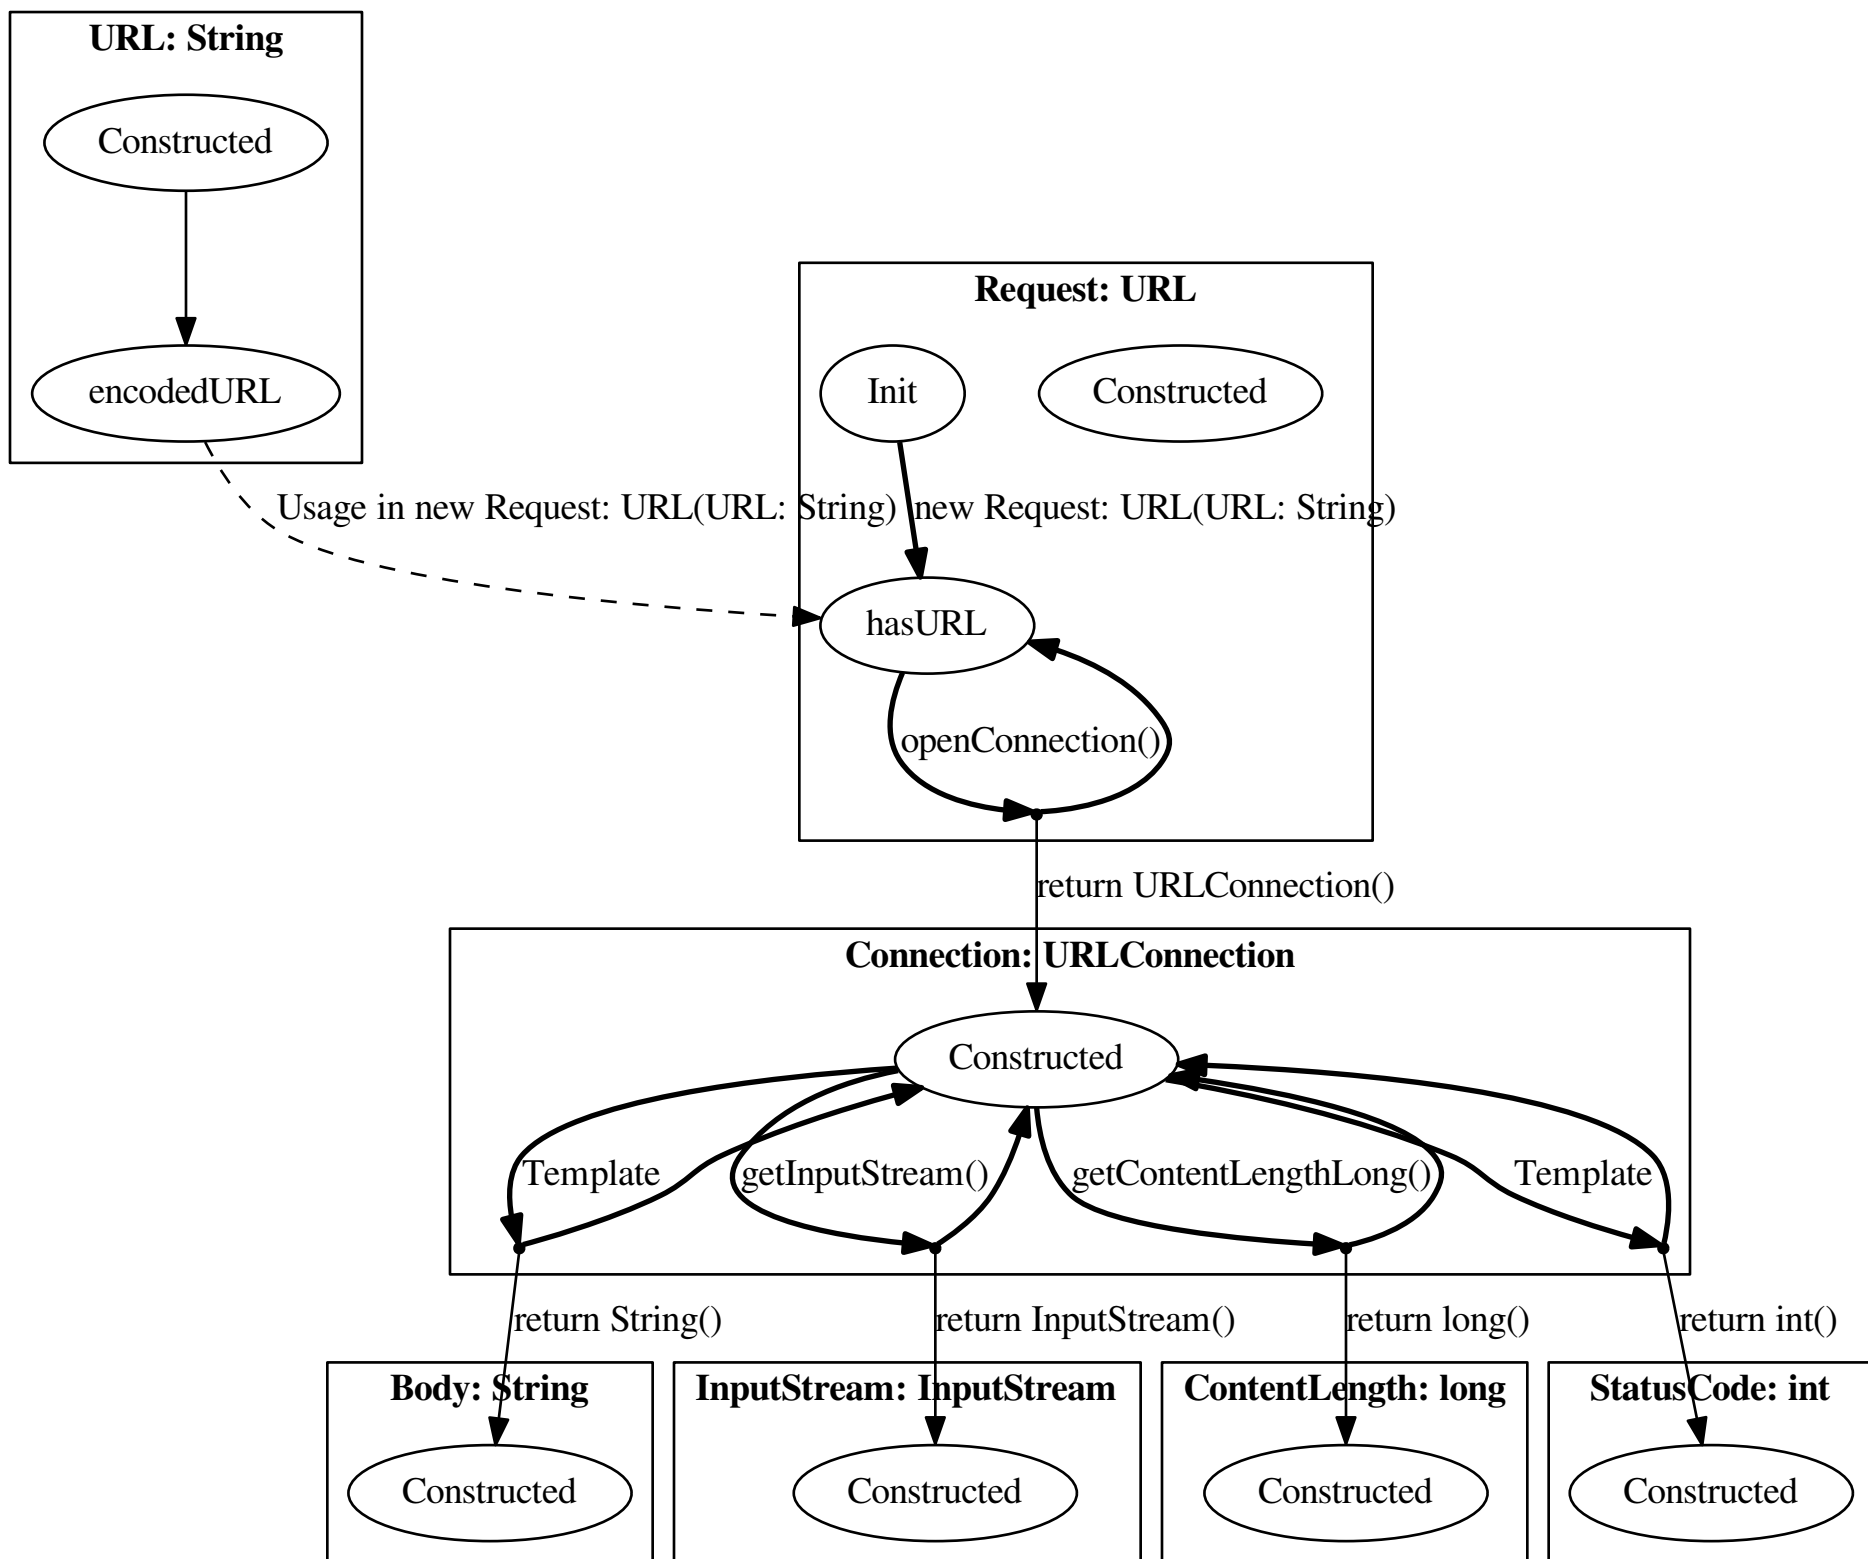 URL: String
Constructed
encodedURL
Request: URL
Init
Constructed
Usage in new Request: URL(URL: String)
new Request: URL(URL: String)
hasURL
openConnection()
return URLConnection()
Connection: URLConnection
Constructed
Template
getInputStream()
getContentLengthLong()
Template
return String()
return InputStream()
return long()
return int()
Body: String
InputStream: InputStream
ContentLength: long
StatusCode: int
Constructed
Constructed
Constructed
Constructed